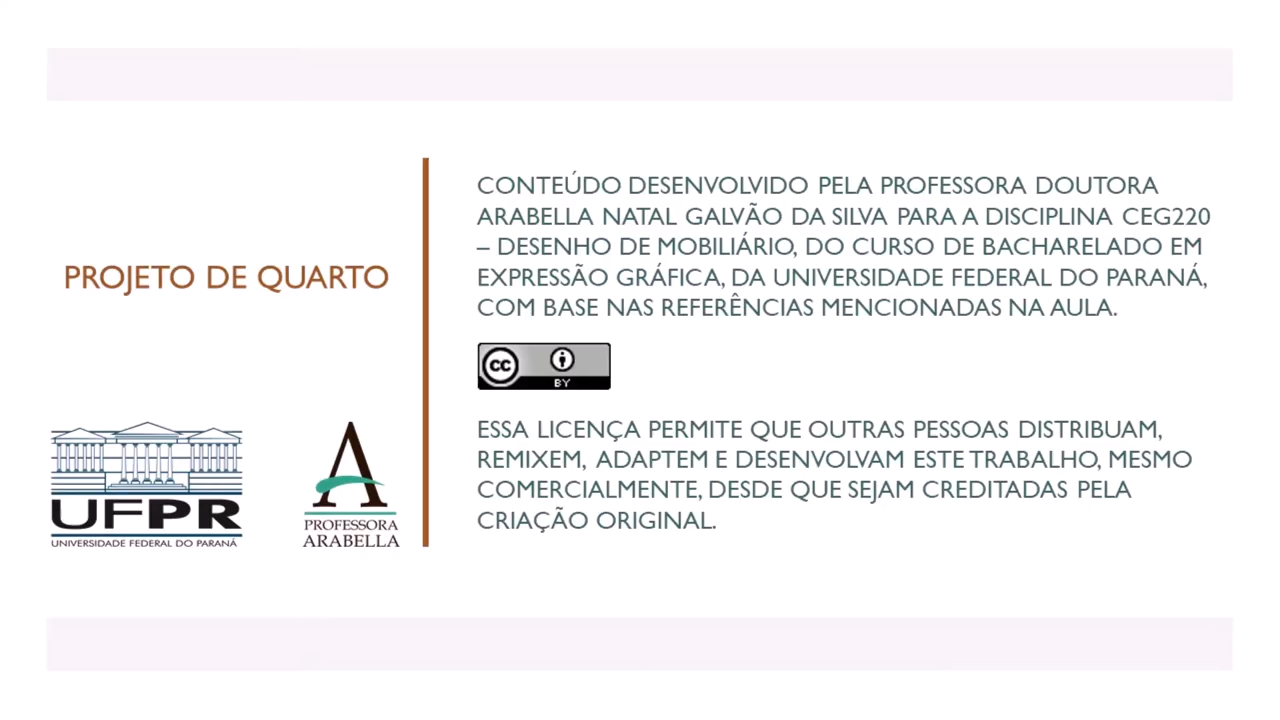 PROJETO DE QUARTO
UFPR
UNIVERSIDADE FEDERAL DO PARANÁ
A
PROFESSORA
ARABELLA
CONTEÚDO DESENVOLVIDO PELA PROFESSORA DOUTORA
ARABELLA NATAL GALVÃO DA SILVA PARA A DISCIPLINA CEG220
– DESENHO DE MOBILIÁRIO, DO CURSO DE BACHARELADO EM
EXPRESSÃO GRÁFICA, DA UNIVERSIDADE FEDERAL DO PARANÁ,
COM BASE NAS REFERÊNCIAS MENCIONADAS NA AULA.
cc
BY
ESSA LICENÇA PERMITE QUE OUTRAS PESSOAS DISTRIBUAM,
REMIXEM, ADAPTEM E DESENVOLVAM ESTE TRABALHO, MESMO
COMERCIALMENTE, DESDE QUE SEJAM CREDITADAS PELA
CRIAÇÃO ORIGINAL.